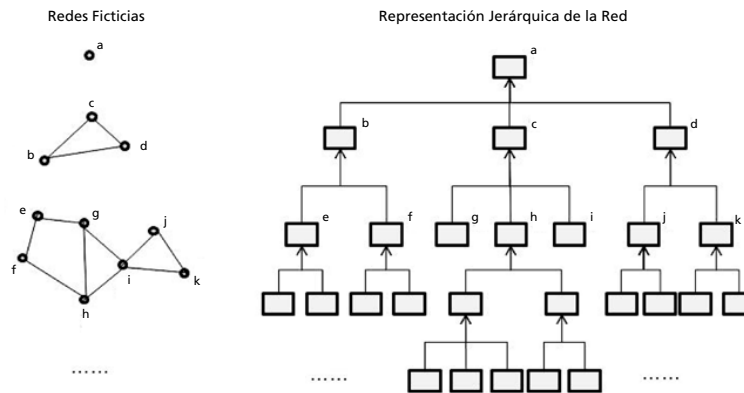 Redes Ficticias
Representación Jerárquica de la Red
a
c
b
d
e
g
j
f
i
k
h
......
a
b
c
d
e
f
g
h
i
j
k
......
......